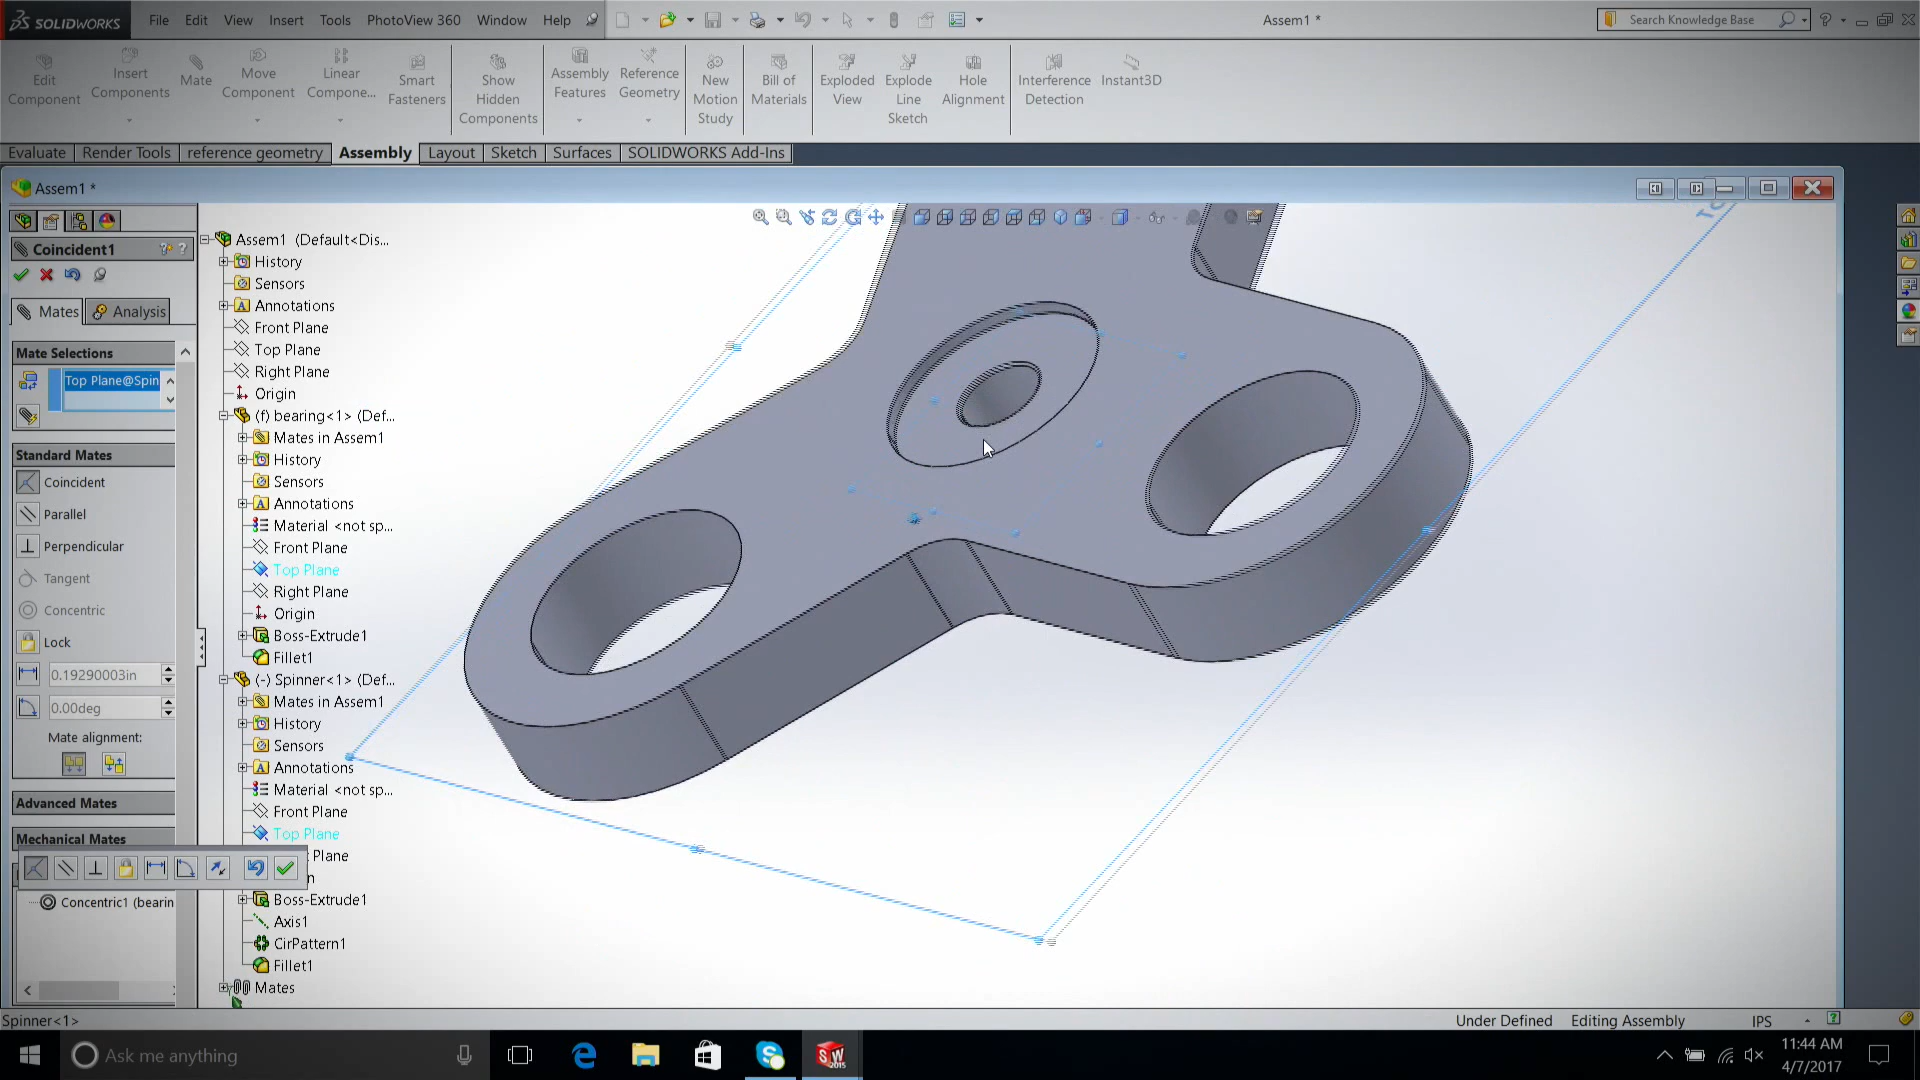 SOLIDWORKS File Edit View Insert Tools PhotoView 360 Window Help Assem1 * Search Knowledge Base
Edit Component
Insert Components
Mate
Move Component
Linear Compone...
Smart Fasteners
Show Hidden Components
Assembly Features
Reference Geometry
New Motion Study
Bill of Materials
Exploded View
Explode Line Sketch
Hole Alignment
Interference Detection
Instant3D
Evaluate Render Tools reference geometry Assembly Layout Sketch Surfaces SOLIDWORKS Add-Ins
Assem1 *
Coincident1
Mates Analysis
Mate Selections
Top Plane@Spin
Standard Mates
Coincident
Parallel
Perpendicular
Tangent
Concentric
Lock
0.19290003in
0.00deg
Mate alignment:
Advanced Mates
Mechanical Mates
Concentric1 (bearin
Assem1 (Default<Dis...
History
Sensors
Annotations
Front Plane
Top Plane
Right Plane
Origin
(f) bearing<1> (Def...
Mates in Assem1
History
Sensors
Annotations
Material <not sp...
Front Plane
Top Plane
Right Plane
Origin
Boss-Extrude1
Fillet1
(-) Spinner<1> (Def...
Mates in Assem1
History
Sensors
Annotations
Material <not sp...
Front Plane
Top Plane
Plane
n
Boss-Extrude1
Axis1
CirPattern1
Fillet1
Mates
Spinner<1> Under Defined Editing Assembly IPS
Ask me anything
SW 2015
11:44 AM
4/7/2017